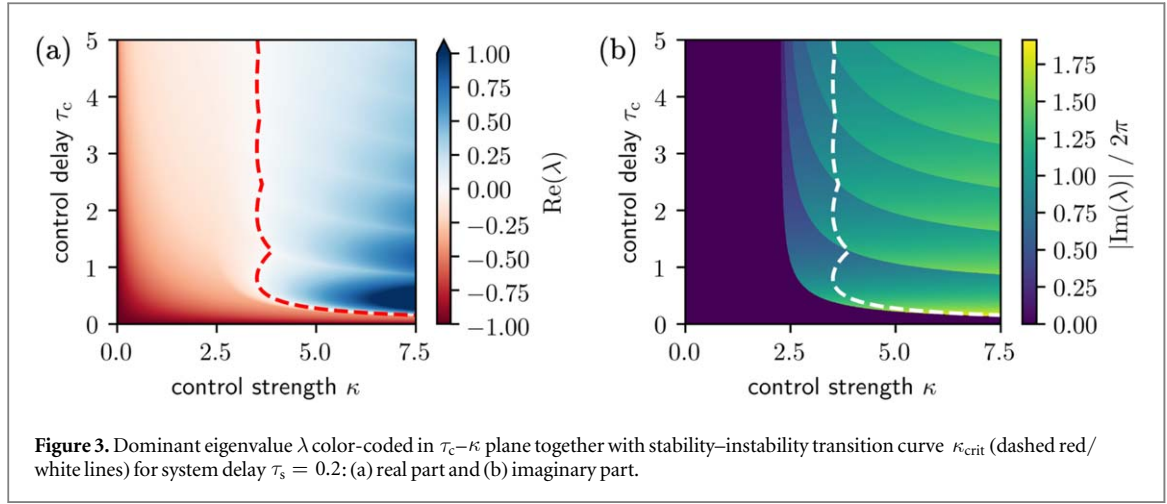 (a)
5
4
3
2
1
0
control delay τc
0.0 2.5 5.0 7.5
control strength κ
1.00
0.75
0.50
0.25
0.00
−0.25
−0.50
−0.75
−1.00
Re(λ)
(b)
5
4
3
2
1
0
control delay τc
0.0 2.5 5.0 7.5
control strength κ
1.75
1.50
1.25
1.00
0.75
0.50
0.25
0.00
|Im(λ)| / 2π
Figure 3. Dominant eigenvalue λ color-coded in τc–κ plane together with stability–instability transition curve κcrit (dashed red/
white lines) for system delay τs = 0.2: (a) real part and (b) imaginary part.